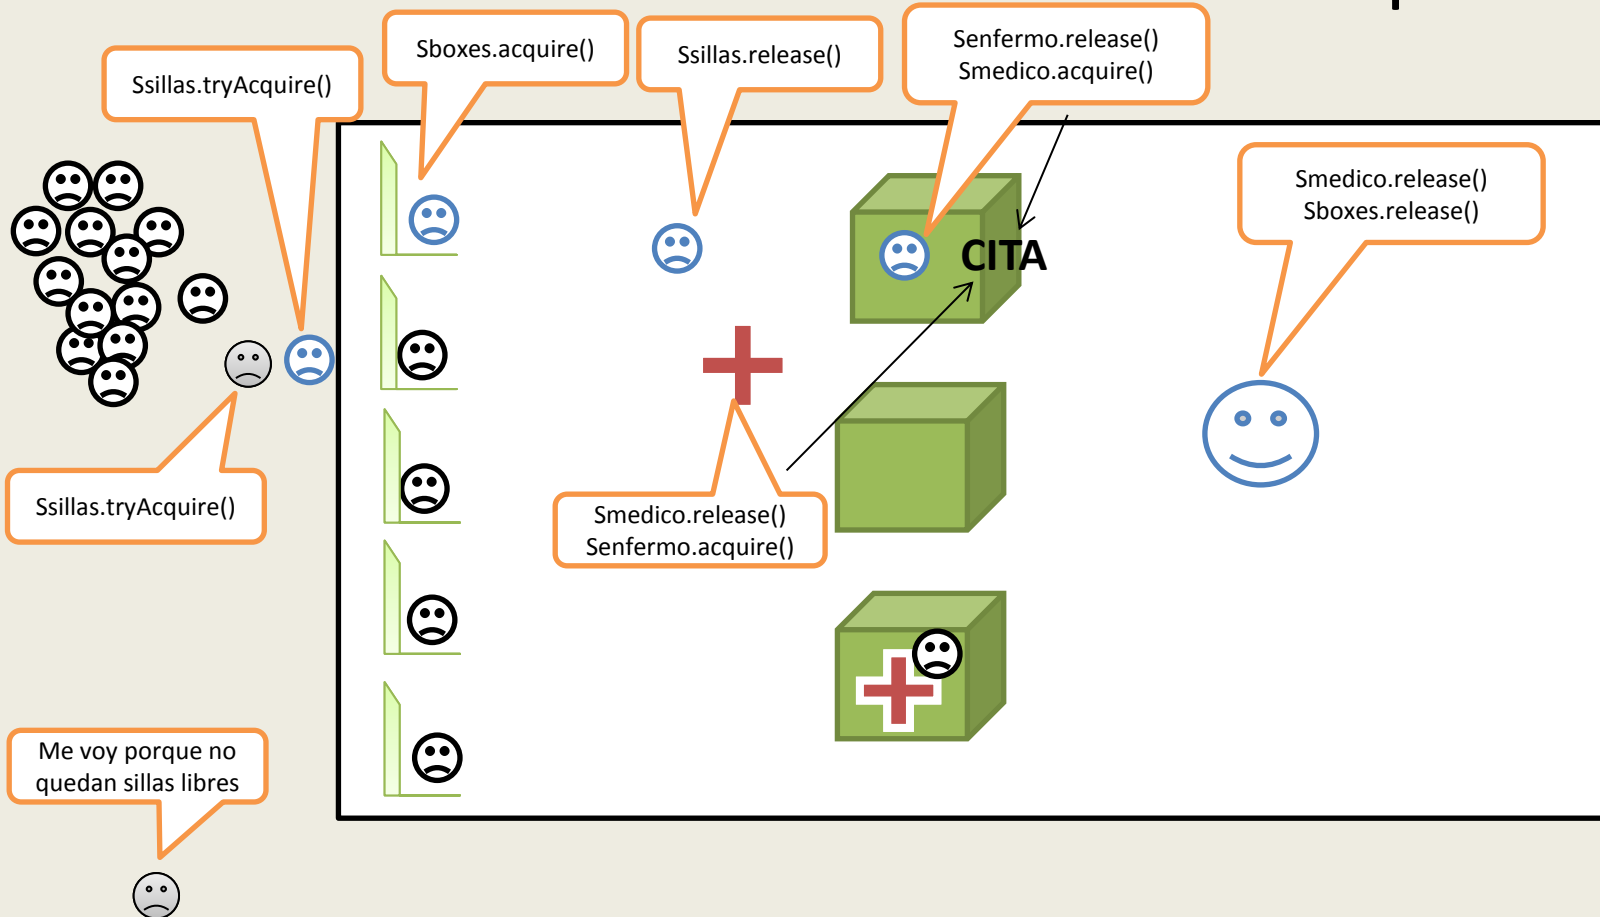 Ssillas.tryAcquire()
Sboxes.acquire()
Ssillas.release()
Senfermo.release()
Smedico.acquire()
Smedico.release()
Sboxes.release()
CITA
Ssillas.tryAcquire()
Smedico.release()
Senfermo.acquire()
Me voy porque no
quedan sillas libres